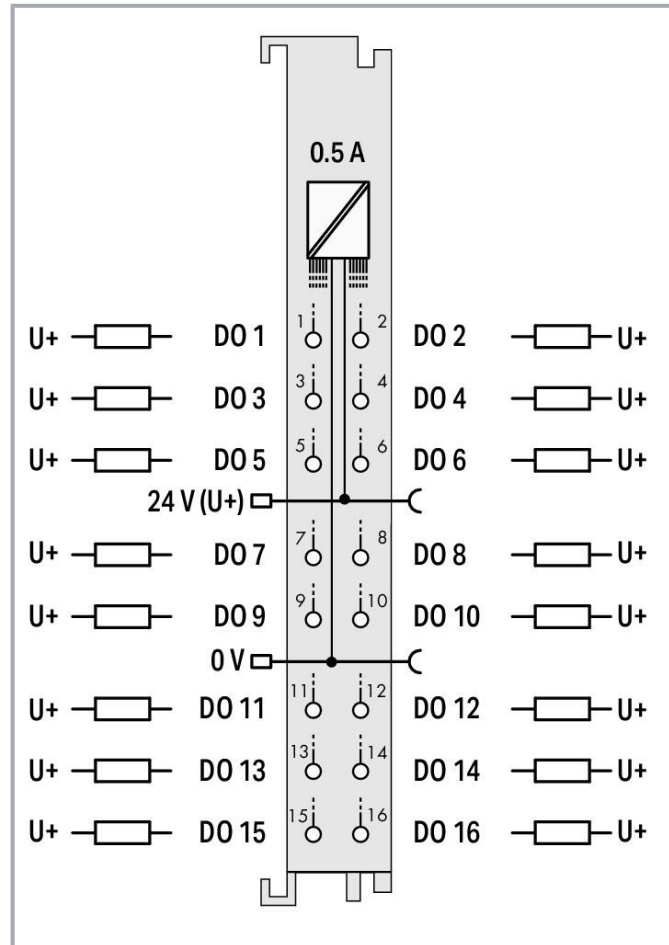 0.5 A
U+ DO 1 1 2 DO 2 U+
U+ DO 3 3 4 DO 4 U+
U+ DO 5 5 6 DO 6 U+
24 V (U+)
U+ DO 7 7 8 DO 8 U+
U+ DO 9 9 10 DO 10 U+
0 V
U+ DO 11 11 12 DO 12 U+
U+ DO 13 13 14 DO 14 U+
U+ DO 15 15 16 DO 16 U+